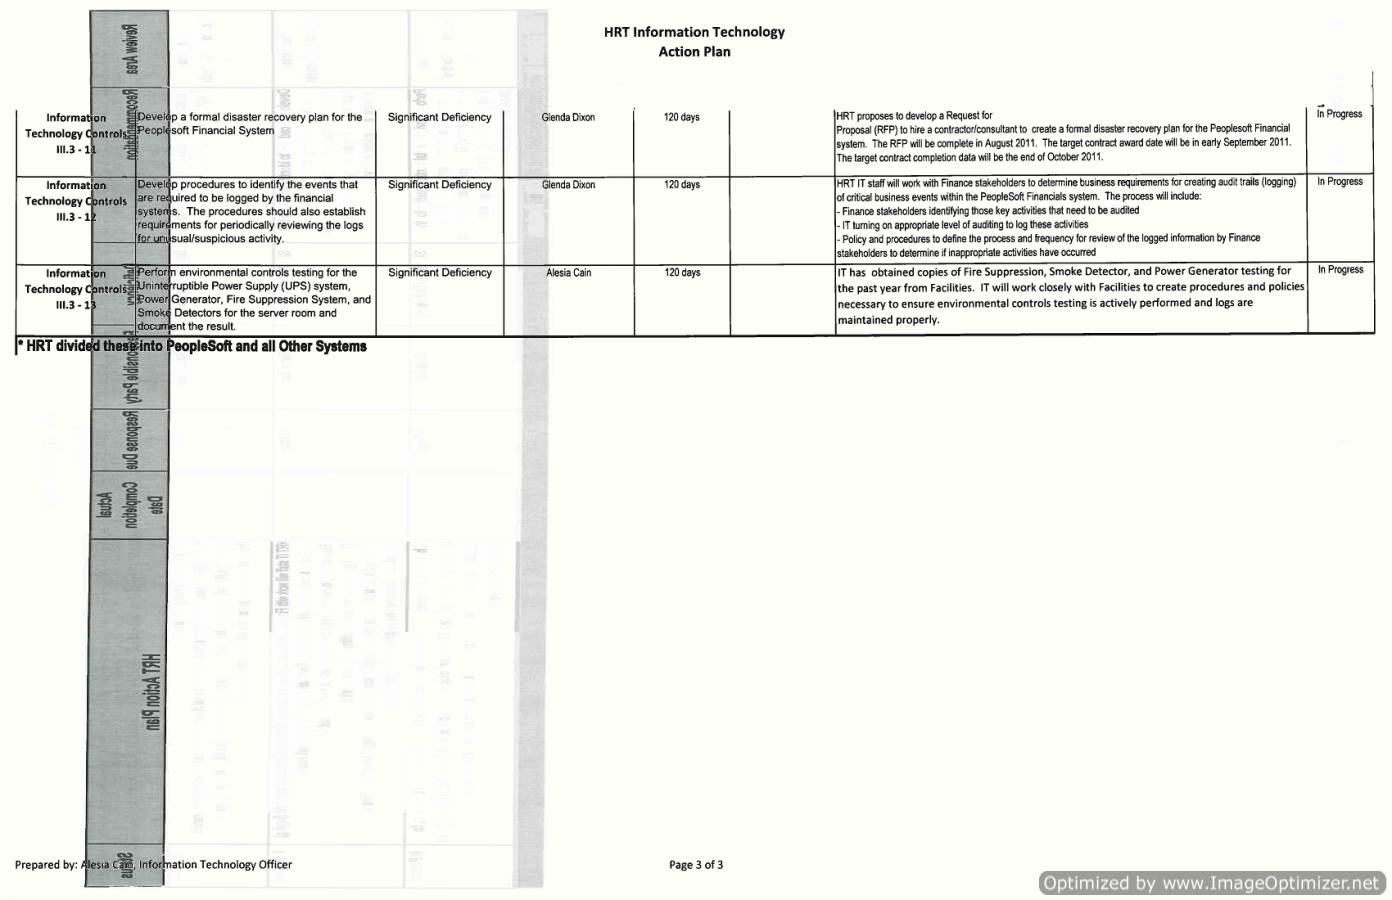 HRT Information Technology
Action Plan
Information
Technology Controls
III.3 - 11
Develop a formal disaster recovery plan for the
Peoplesoft Financial System
Significant Deficiency
Glenda Dixon
120 days
HRT proposes to develop a Request for
Proposal (RFP) to hire a contractor/consultant to create a formal disaster recovery plan for the Peoplesoft Financial
system. The RFP will be complete in August 2011. The target contract award date will be in early September 2011.
The target contract completion data will be the end of October 2011.
In Progress
Information
Technology Controls
III.3 - 12
Develop procedures to identify the events that
are required to be logged by the financial
systems. The procedures should also establish
requirements for periodically reviewing the logs
for unusual/suspicious activity.
Significant Deficiency
Glenda Dixon
120 days
HRT IT staff will work with Finance stakeholders to determine business requirements for creating audit trails (logging)
of critical business events within the PeopleSoft Financials system. The process will include:
- Finance stakeholders identifying those key activities that need to be audited
- IT turning on appropriate level of auditing to log these activities
- Policy and procedures to define the process and frequency for review of the logged information by Finance
stakeholders to determine if inappropriate activities have occurred
In Progress
Information
Technology Controls
III.3 - 13
Perform environmental controls testing for the
Uninterruptible Power Supply (UPS) system,
Power Generator, Fire Suppression System, and
Smoke Detectors for the server room and
document the result.
Significant Deficiency
Alesia Cain
120 days
IT has obtained copies of Fire Suppression, Smoke Detector, and Power Generator testing for
the past year from Facilities. IT will work closely with Facilities to create procedures and policies
necessary to ensure environmental controls testing is actively performed and logs are
maintained properly.
In Progress
* HRT divided these into PeopleSoft and all Other Systems
Review Area
Recommendation
Responsible Party
Response Due
Actual
Completion
Date
HRT Action Plan
Status
Prepared by: Alesia Cain, Information Technology Officer
Page 3 of 3
Optimized by www.ImageOptimizer.net